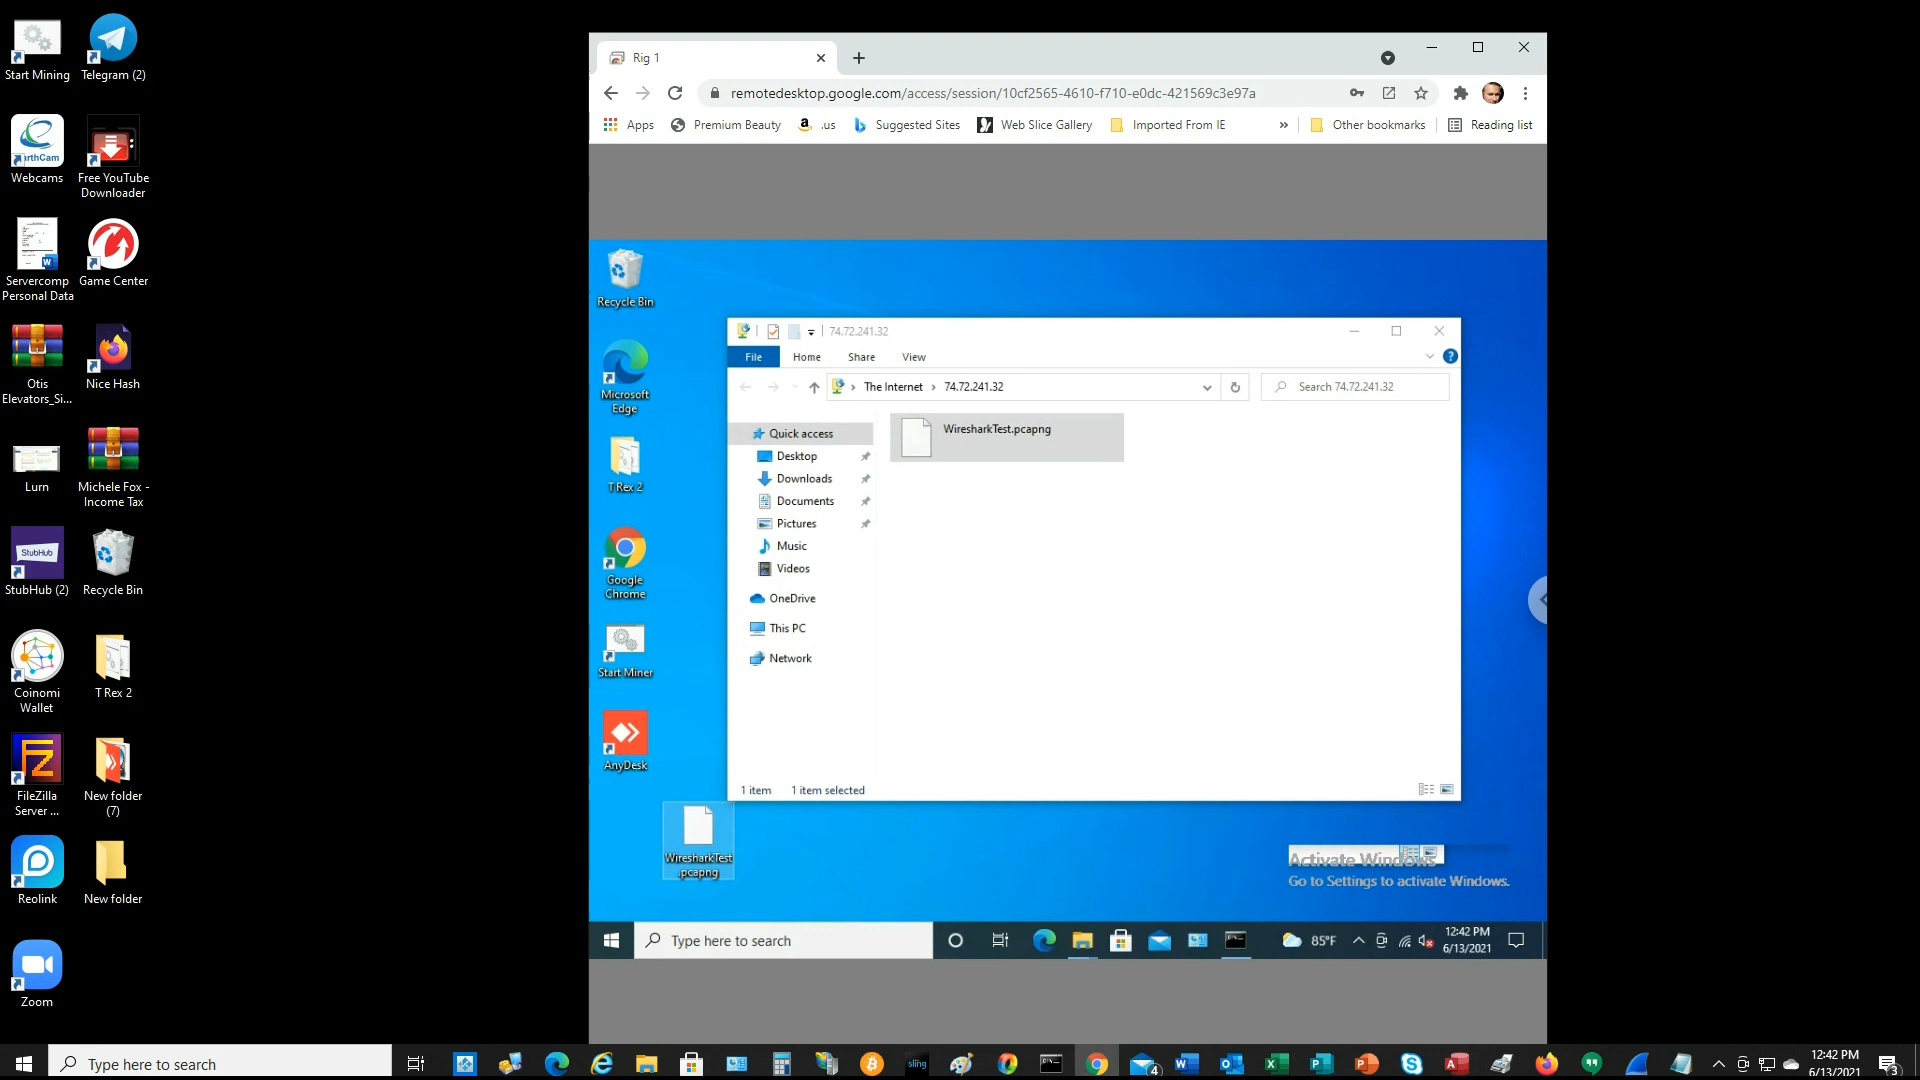 Start Mining
Telegram (2)
arthCam
Webcams
Free YouTube
Downloader
Servercomp
Personal Data
Game Center
Otis
Elevators_Si...
Nice Hash
Lurn
Michele Fox -
Income Tax
StubHub
StubHub (2)
Recycle Bin
Coinomi
Wallet
T Rex 2
FileZilla
Server ...
New folder
(7)
Reolink
New folder
Zoom
Rig 1
remotedesktop.google.com/access/session/10cf2565-4610-f710-e0dc-421569c3e97a
Apps
Premium Beauty
.us
Suggested Sites
Web Slice Gallery
Imported From IE
»
Other bookmarks
Reading list
Recycle Bin
Microsoft
Edge
T Rex 2
Google
Chrome
Start Miner
AnyDesk
WiresharkTest
.pcapng
74.72.241.32
File
Home
Share
View
The Internet > 74.72.241.32
Search 74.72.241.32
Quick access
Desktop
Downloads
Documents
Pictures
Music
Videos
OneDrive
This PC
Network
WiresharkTest.pcapng
1 item
1 item selected
Activate Windows
Go to Settings to activate Windows.
Type here to search
85°F
12:42 PM
6/13/2021
Type here to search
sling
4
12:42 PM
6/13/2021
3